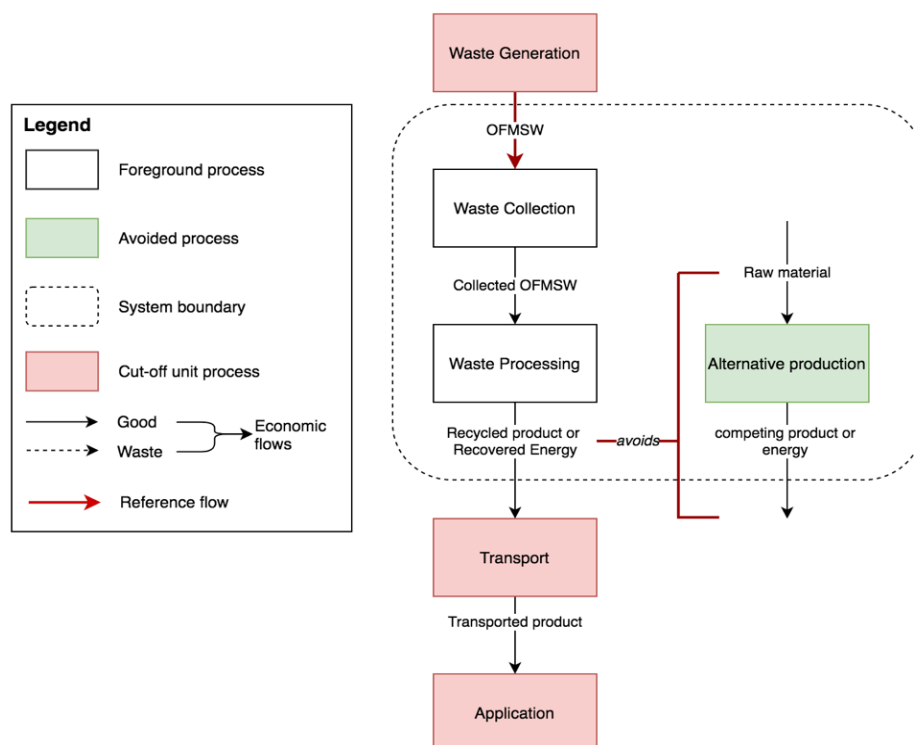 Waste Generation
OFMSW
Waste Collection
Collected OFMSW
Waste Processing
Recycled product or
Recovered Energy
avoids
Raw material
Alternative production
competing product or
energy
Transport
Transported product
Application
Legend
Foreground process
Avoided process
System boundary
Cut-off unit process
Good
Waste
Economic
flows
Reference flow